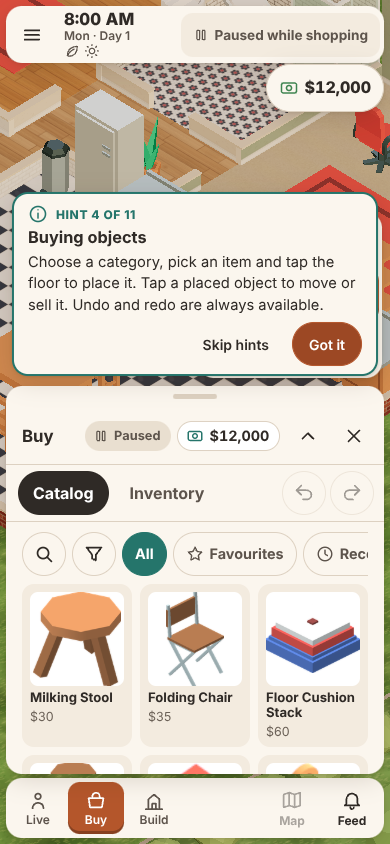 8:00 AM
Mon · Day 1
Paused while shopping
$12,000
HINT 4 OF 11
Buying objects
Choose a category, pick an item and tap the
floor to place it. Tap a placed object to move or
sell it. Undo and redo are always available.
Skip hints
Got it
Buy
Paused
$12,000
Catalog
Inventory
All
Favourites
Rece
Milking Stool
$30
Folding Chair
$35
Floor Cushion
Stack
$60
Live
Buy
Build
Map
Feed